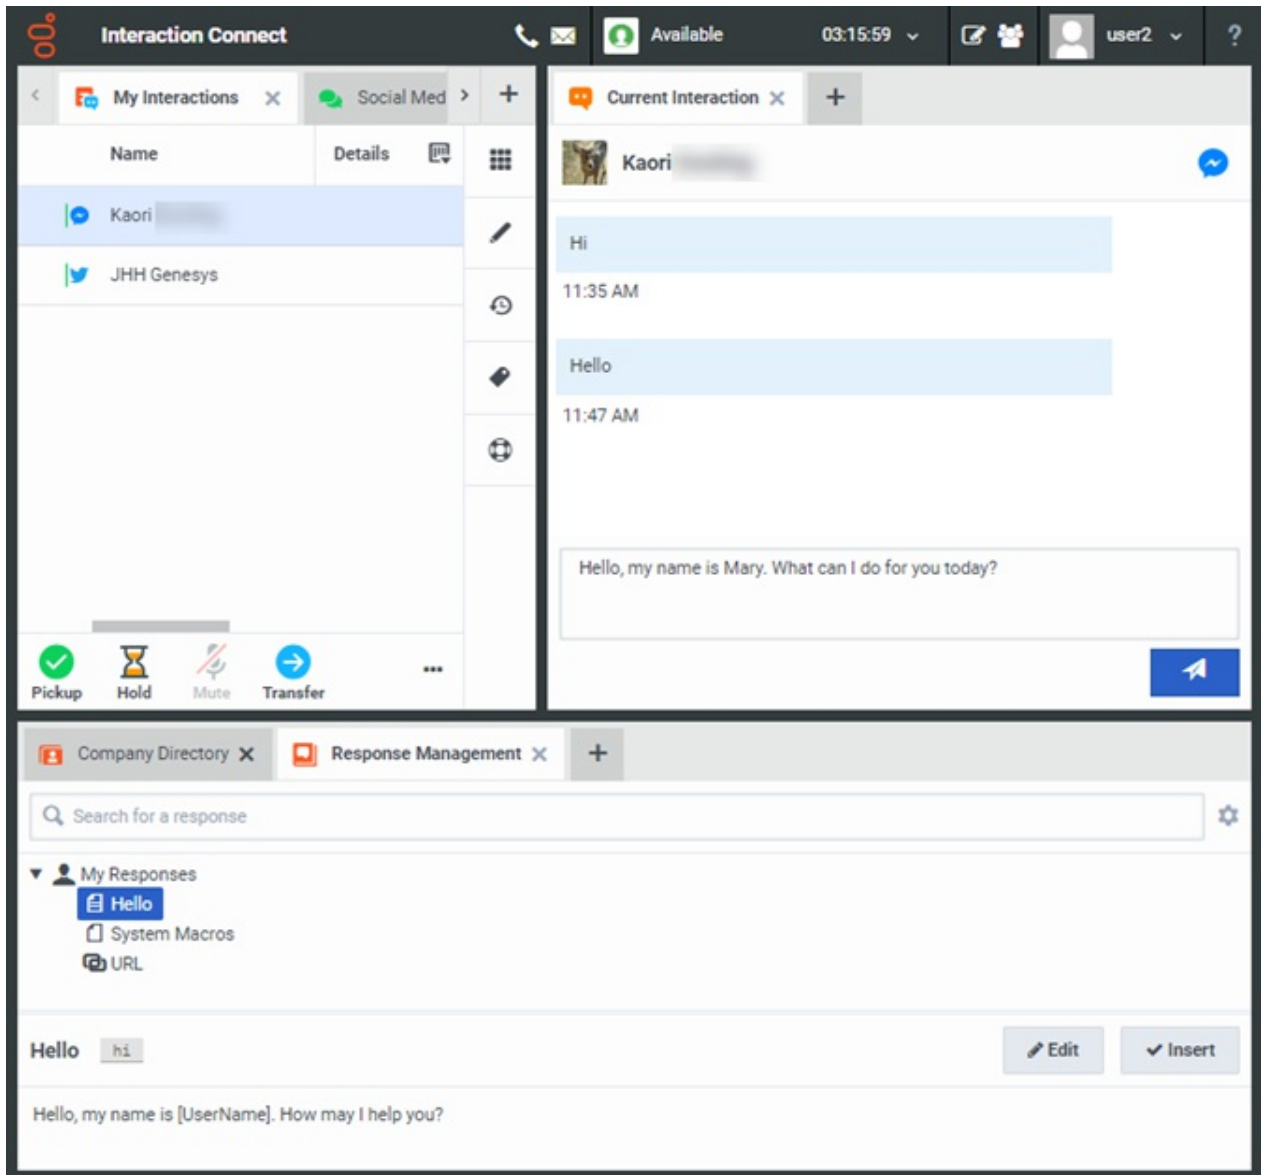 Interaction Connect
Available 03:15:59 user2 ?
My Interactions Social Med
Name Details
Kaori
JHH Genesys
Pickup Hold Mute Transfer
Current Interaction
Kaori
Hi
11:35 AM
Hello
11:47 AM
Hello, my name is Mary. What can I do for you today?
Company Directory Response Management
Search for a response
My Responses
Hello
System Macros
URL
Hello hi Edit Insert
Hello, my name is [UserName]. How may I help you?